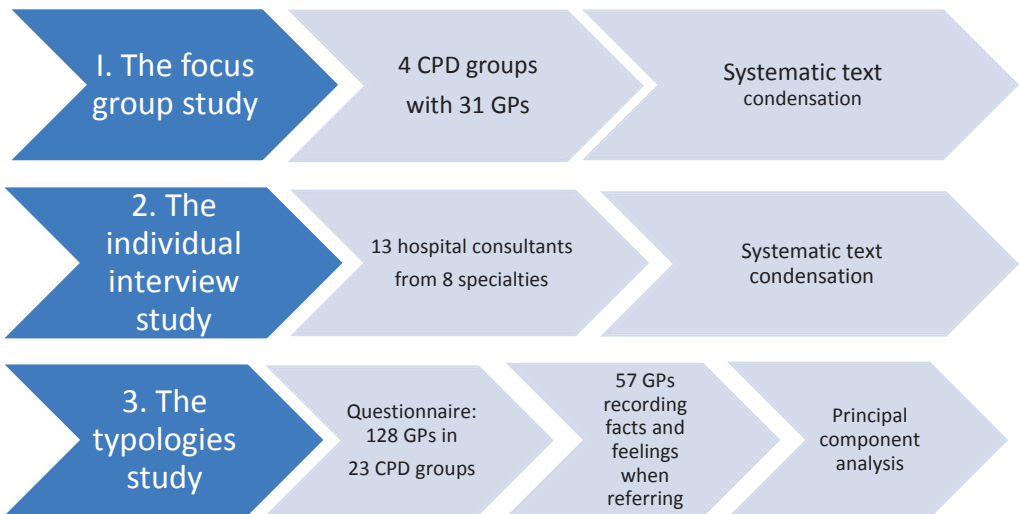 I. The focus
group study
4 CPD groups
with 31 GPs
Systematic text
condensation
2. The
individual
interview
study
13 hospital consultants
from 8 specialties
Systematic text
condensation
3. The
typologies
study
Questionnaire:
128 GPs in
23 CPD groups
57 GPs
recording
facts and
feelings
when
referring
Principal
component
analysis